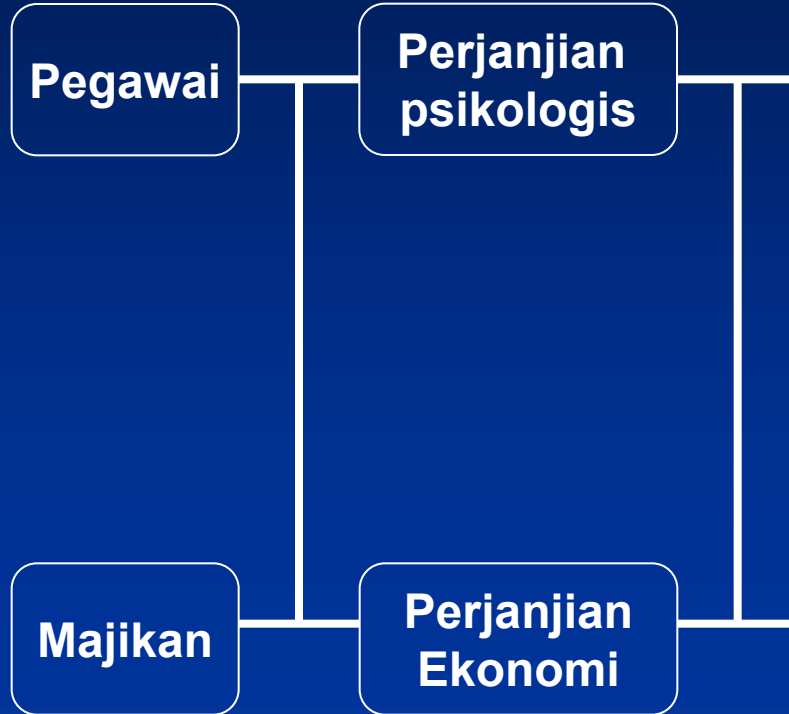 Pegawai
Perjanjian
psikologis
Majikan
Perjanjian
Ekonomi